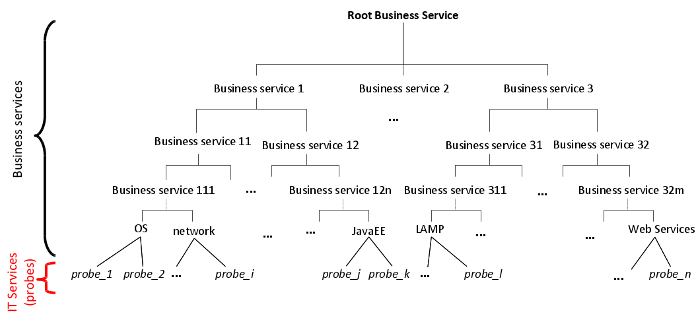 Root Business Service
Business service 1
Business service 2
Business service 3
...
Business service 11
Business service 12
Business service 31
Business service 32
Business service 111
...
Business service 12n
Business service 311
...
Business service 32m
OS
network
...
...
JavaEE
LAMP
...
...
Web Services
probe_1
probe_2
...
probe_i
probe_j
probe_k
...
probe_l
...
probe_n
Business services
IT Services
(probes)